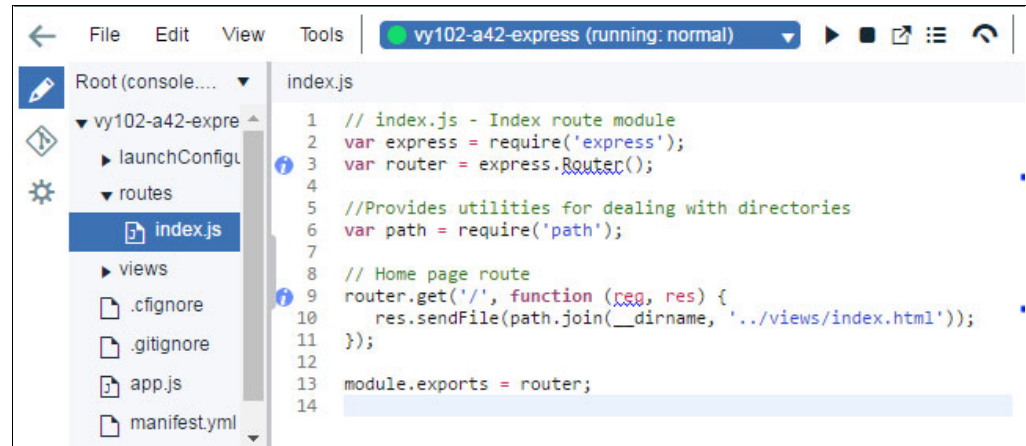 File Edit View Tools vy102-a42-express (running: normal)
Root (console....
index.js
vy102-a42-expre
launchConfigu
routes
index.js
views
.cfignore
.gitignore
app.js
manifest.yml
1 // index.js - Index route module
2 var express = require('express');
3 var router = express.Router();
4
5 //Provides utilities for dealing with directories
6 var path = require('path');
7
8 // Home page route
9 router.get('/', function (req, res) {
10 res.sendFile(path.join(__dirname, '../views/index.html'));
11 });
12
13 module.exports = router;
14